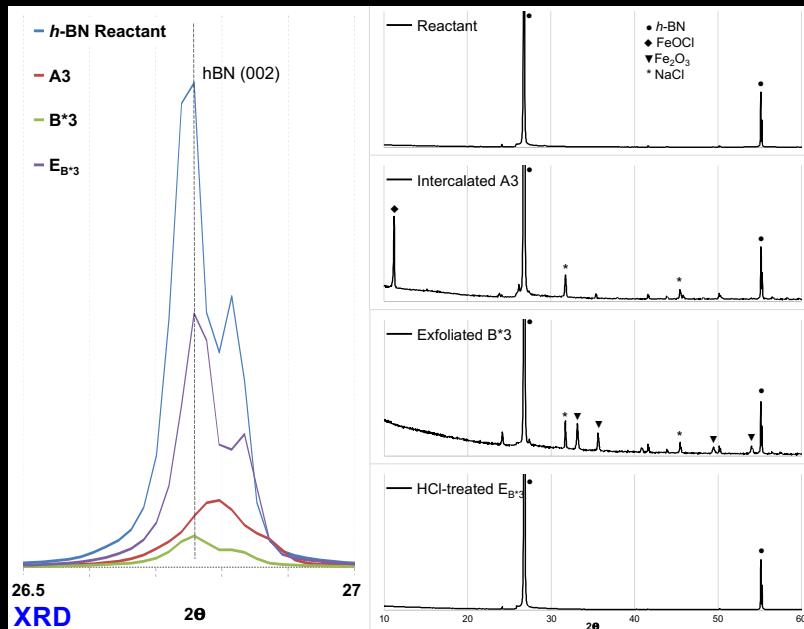 h-BN Reactant
A3
B*3
E_B*3
hBN (002)
26.5
27
2θ
XRD
Reactant
● h-BN
◆ FeOCl
▼Fe₂O₃
* NaCl
Intercalated A3
Exfoliated B*3
HCl-treated E_B*3
10
20
30
40
50
60
2θ